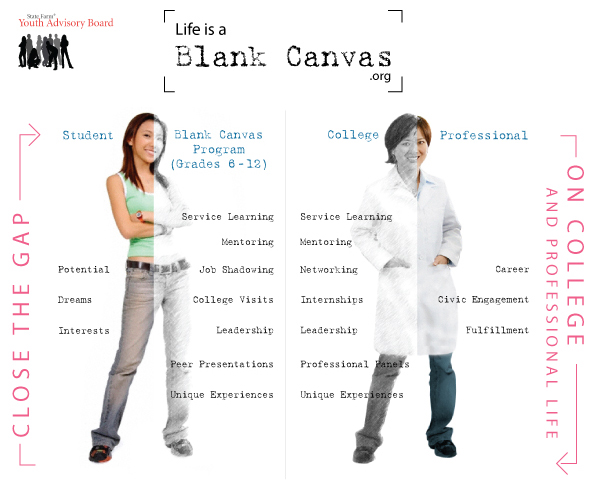 State Farm®
Youth Advisory Board
Life is a
Blank Canvas
.org
Student
Blank Canvas
Program
(Grades 6-12)
College
Professional
CLOSE THE GAP
ON COLLEGE
AND PROFESSIONAL LIFE
Service Learning
Mentoring
Potential
Job Shadowing
Dreams
College Visits
Interests
Leadership
Peer Presentations
Unique Experiences
Service Learning
Mentoring
Networking
Career
Internships
Civic Engagement
Leadership
Fulfillment
Professional Panels
Unique Experiences